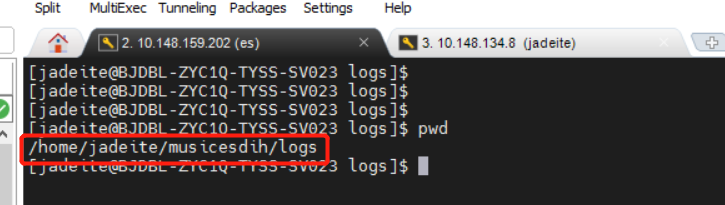 Split MultiExec Tunneling Packages Settings Help
2. 10.148.159.202 (es) 3. 10.148.134.8 (jadeite)
[jadeite@BJDBL-ZYC1Q-TYSS-SV023 logs]$
[jadeite@BJDBL-ZYC1Q-TYSS-SV023 logs]$
[jadeite@BJDBL-ZYC1Q-TYSS-SV023 logs]$
[jadeite@BJDBL-ZYC1Q-TYSS-SV023 logs]$ pwd
/home/jadeite/musicesdih/logs
[jadeite@BJDBL-ZYC1Q-TYSS-SV023 logs]$